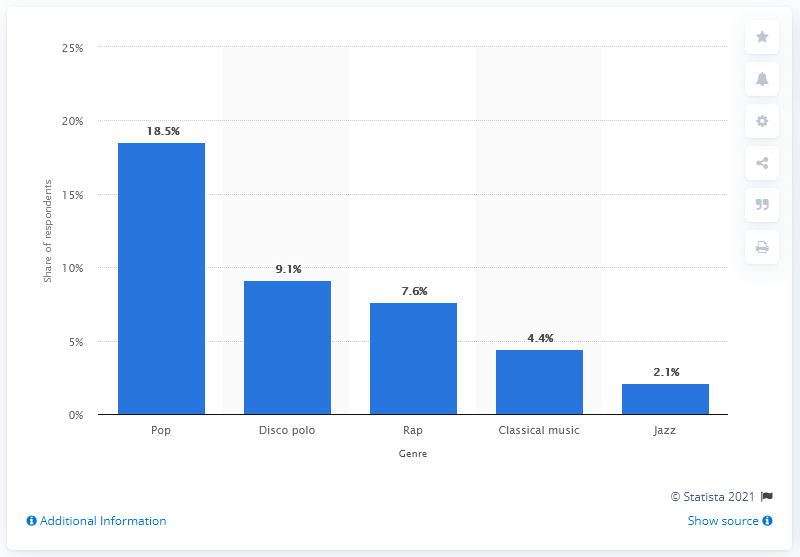 25%
20%
15%
10%
5%
0%
Share of respondents
18.5%
9.1%
7.6%
4.4%
2.1%
Pop
Disco polo
Rap
Classical music
Jazz
Genre
© Statista 2021
Additional Information
Show source